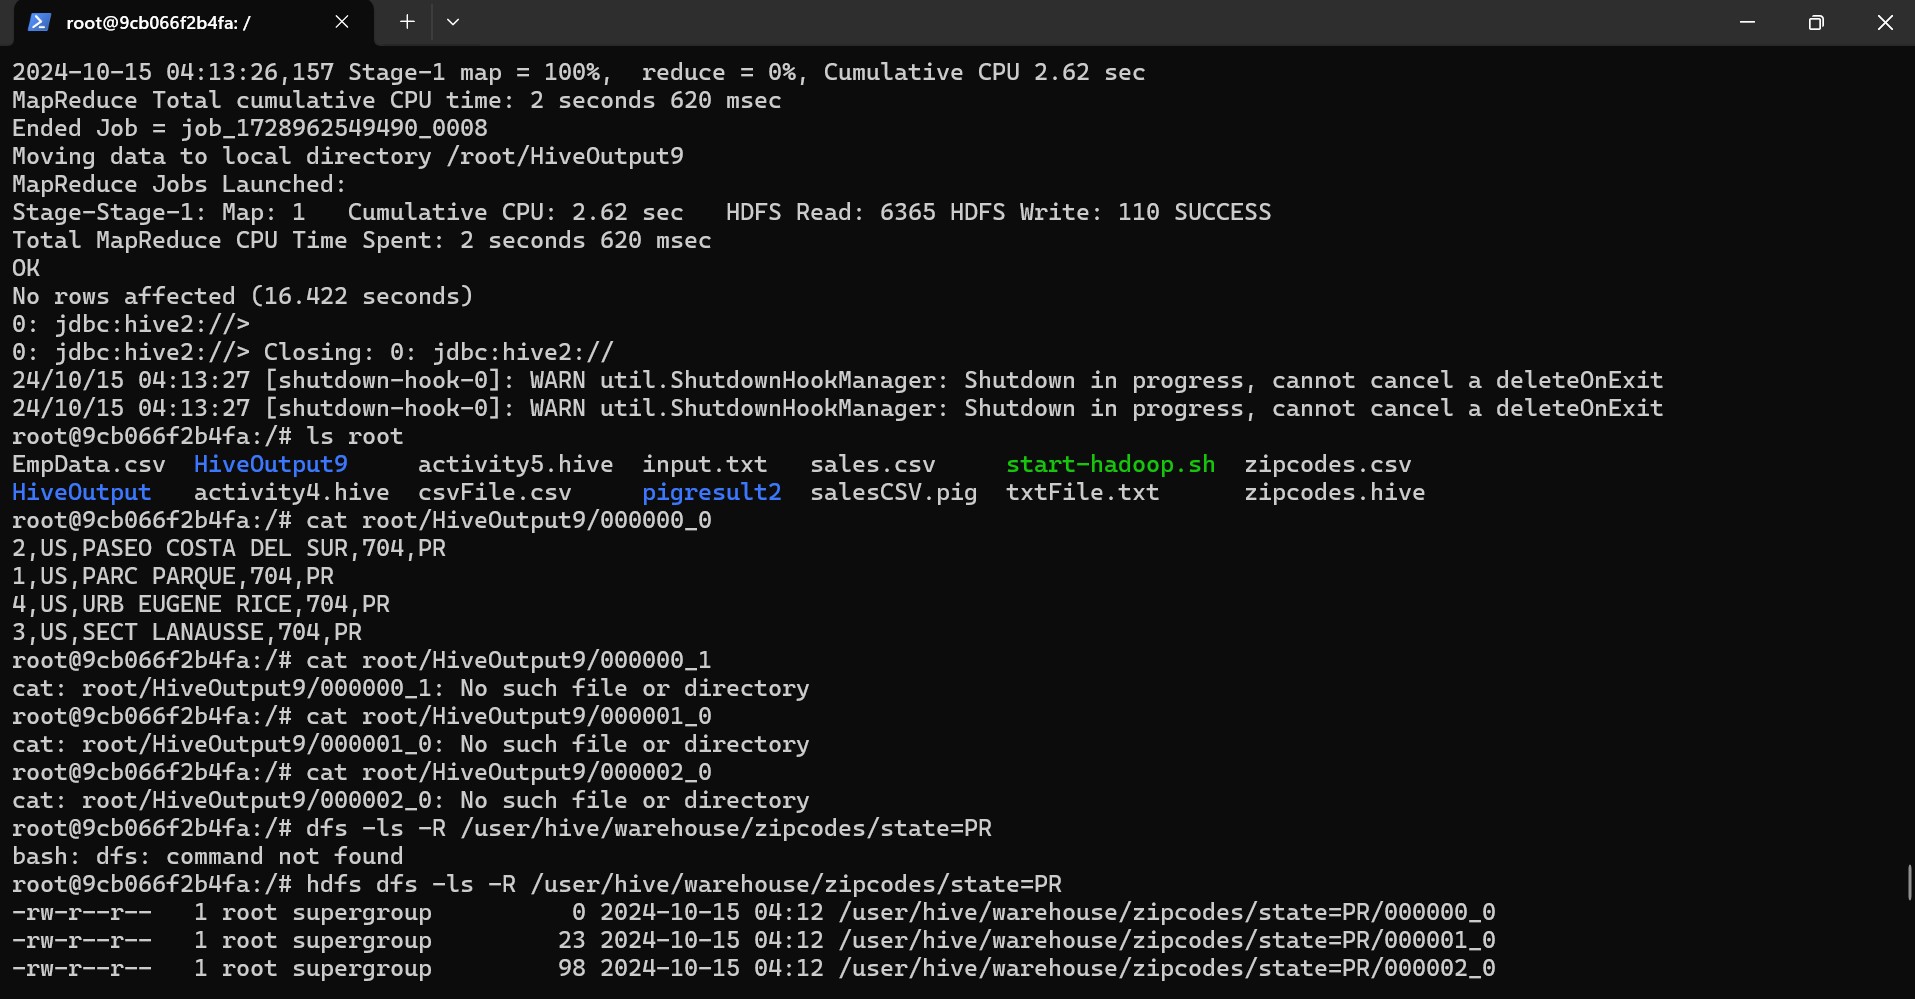 root@9cb066f2b4fa: /
2024-10-15 04:13:26,157 Stage-1 map = 100%,  reduce = 0%, Cumulative CPU 2.62 sec
MapReduce Total cumulative CPU time: 2 seconds 620 msec
Ended Job = job_1728962549490_0008
Moving data to local directory /root/HiveOutput9
MapReduce Jobs Launched:
Stage-Stage-1: Map: 1   Cumulative CPU: 2.62 sec   HDFS Read: 6365 HDFS Write: 110 SUCCESS
Total MapReduce CPU Time Spent: 2 seconds 620 msec
OK
No rows affected (16.422 seconds)
0: jdbc:hive2://>
0: jdbc:hive2://> Closing: 0: jdbc:hive2://
24/10/15 04:13:27 [shutdown-hook-0]: WARN util.ShutdownHookManager: Shutdown in progress, cannot cancel a deleteOnExit
24/10/15 04:13:27 [shutdown-hook-0]: WARN util.ShutdownHookManager: Shutdown in progress, cannot cancel a deleteOnExit
root@9cb066f2b4fa:/# ls root
EmpData.csv  HiveOutput9     activity5.hive  input.txt   sales.csv     start-hadoop.sh  zipcodes.csv
HiveOutput   activity4.hive  csvFile.csv     pigresult2  salesCSV.pig  txtFile.txt      zipcodes.hive
root@9cb066f2b4fa:/# cat root/HiveOutput9/000000_0
2,US,PASEO COSTA DEL SUR,704,PR
1,US,PARC PARQUE,704,PR
4,US,URB EUGENE RICE,704,PR
3,US,SECT LANAUSSE,704,PR
root@9cb066f2b4fa:/# cat root/HiveOutput9/000000_1
cat: root/HiveOutput9/000000_1: No such file or directory
root@9cb066f2b4fa:/# cat root/HiveOutput9/000001_0
cat: root/HiveOutput9/000001_0: No such file or directory
root@9cb066f2b4fa:/# cat root/HiveOutput9/000002_0
cat: root/HiveOutput9/000002_0: No such file or directory
root@9cb066f2b4fa:/# dfs -ls -R /user/hive/warehouse/zipcodes/state=PR
bash: dfs: command not found
root@9cb066f2b4fa:/# hdfs dfs -ls -R /user/hive/warehouse/zipcodes/state=PR
-rw-r--r--   1 root supergroup          0 2024-10-15 04:12 /user/hive/warehouse/zipcodes/state=PR/000000_0
-rw-r--r--   1 root supergroup         23 2024-10-15 04:12 /user/hive/warehouse/zipcodes/state=PR/000001_0
-rw-r--r--   1 root supergroup         98 2024-10-15 04:12 /user/hive/warehouse/zipcodes/state=PR/000002_0